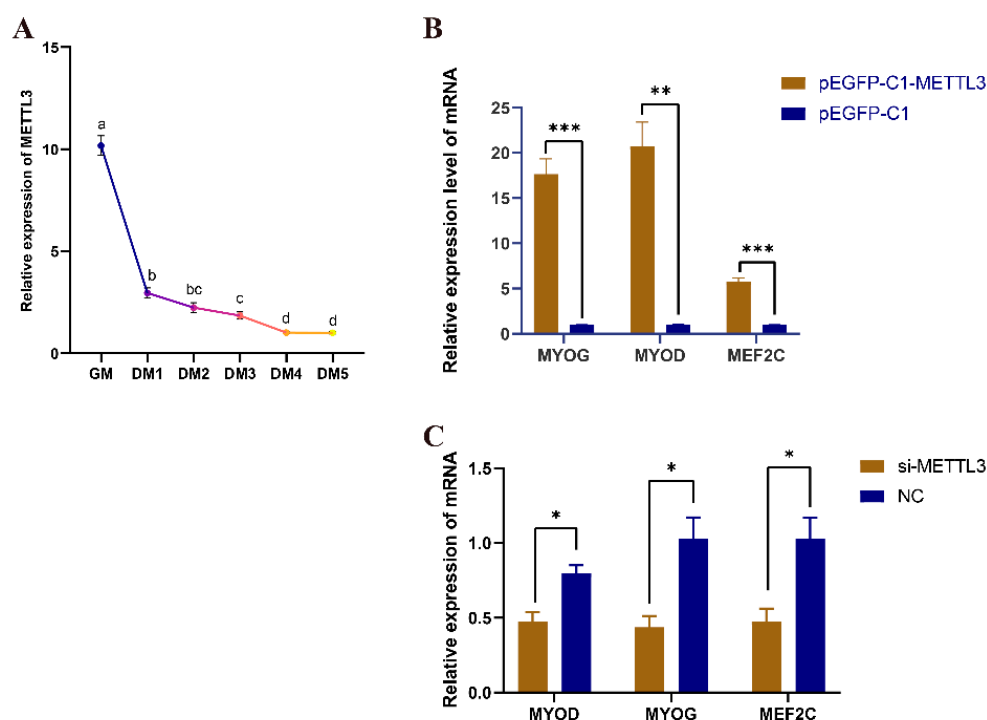 A
Relative expression of METTL3
15
10
5
0
a
b
bc
c
d
d
GM DM1 DM2 DM3 DM4 DM5
B
Relative expression level of mRNA
25
20
15
10
5
0
***
**
***
MYOG MYOD MEF2C
pEGFP-C1-METTL3
pEGFP-C1
C
Relative expression of mRNA
1.5
1.0
0.5
0.0
*
*
*
MYOD MYOG MEF2C
si-METTL3
NC